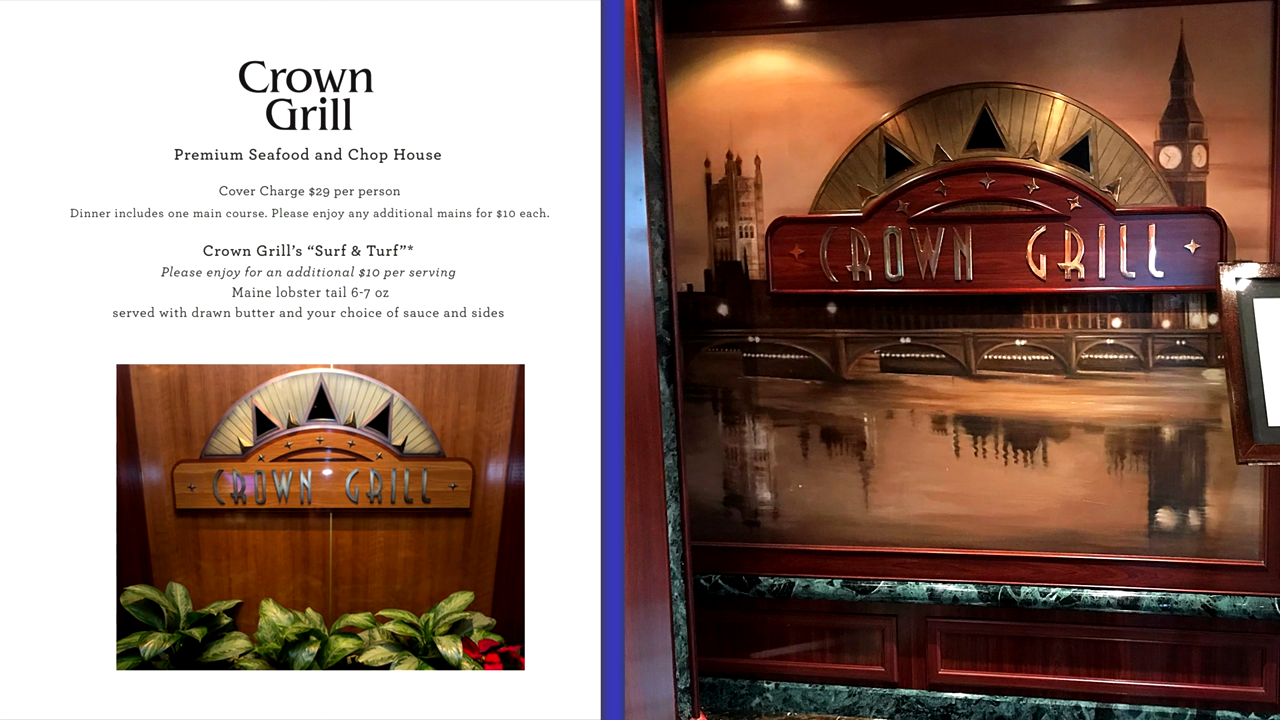 Crown
Grill
Premium Seafood and Chop House
Cover Charge $29 per person
Dinner includes one main course. Please enjoy any additional mains for $10 each.
Crown Grill’s “Surf & Turf”*
Please enjoy for an additional $10 per serving
Maine lobster tail 6-7 oz
served with drawn butter and your choice of sauce and sides
CROWN GRILL
CROWN GRILL